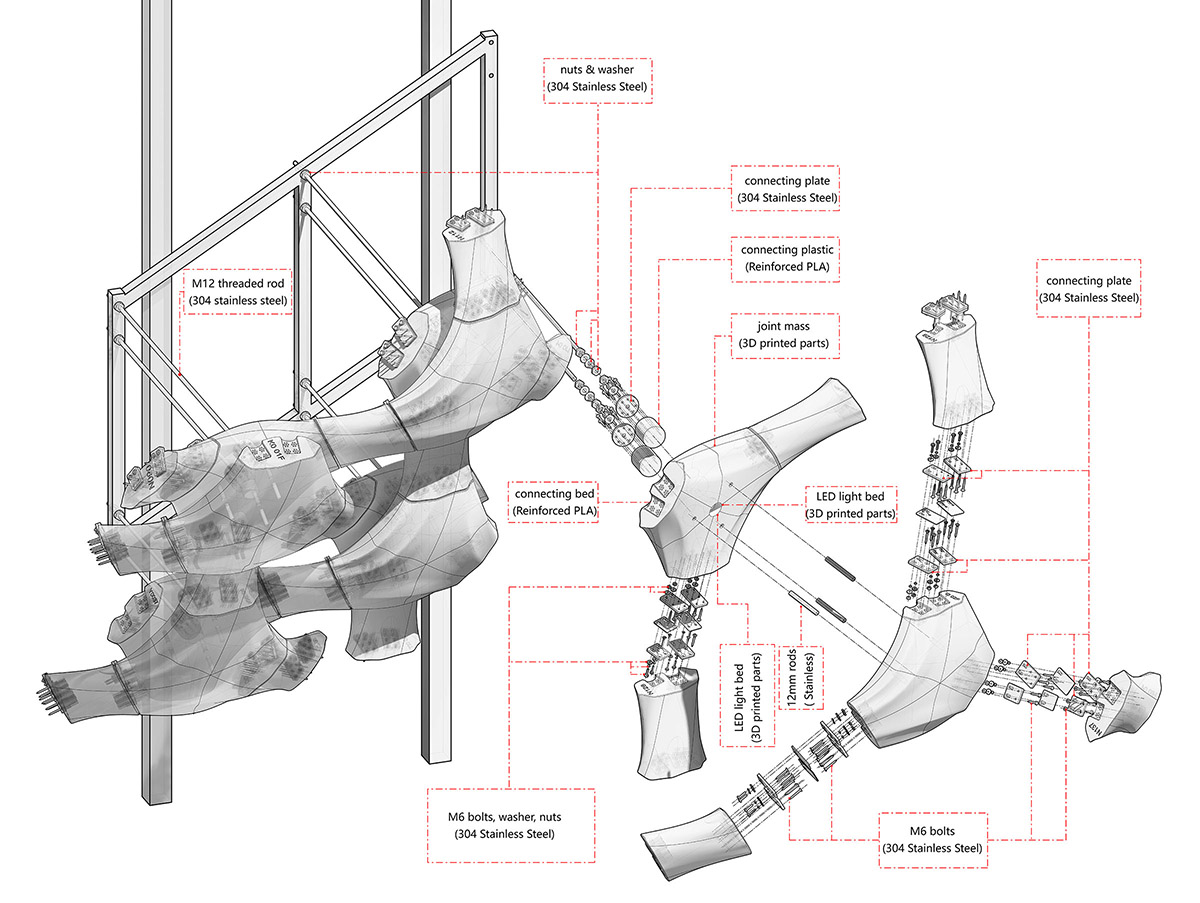 nuts & washer
(304 Stainless Steel)
connecting plate
(304 Stainless Steel)
connecting plastic
(Reinforced PLA)
M12 threaded rod
(304 stainless steel)
connecting plate
(304 Stainless Steel)
joint mass
(3D printed parts)
K0 01F
connecting bed
(Reinforced PLA)
LED light bed
(3D printed parts)
LED light bed
(3D printed parts)
12mm rods
( Stainless)
M6 bolts, washer, nuts
(304 Stainless Steel)
M6 bolts
(304 Stainless Steel)